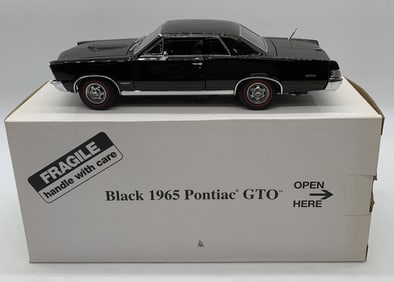 FRAGILE
handle with care
Black 1965 Pontiac® GTO™
OPEN
HERE